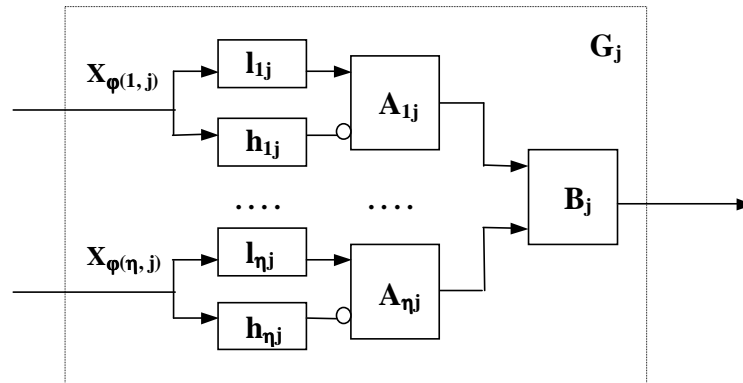 G_j
X_φ(1, j)
l_1j
h_1j
A_1j
B_j
.... ....
X_φ(η, j)
l_ηj
h_ηj
A_ηj